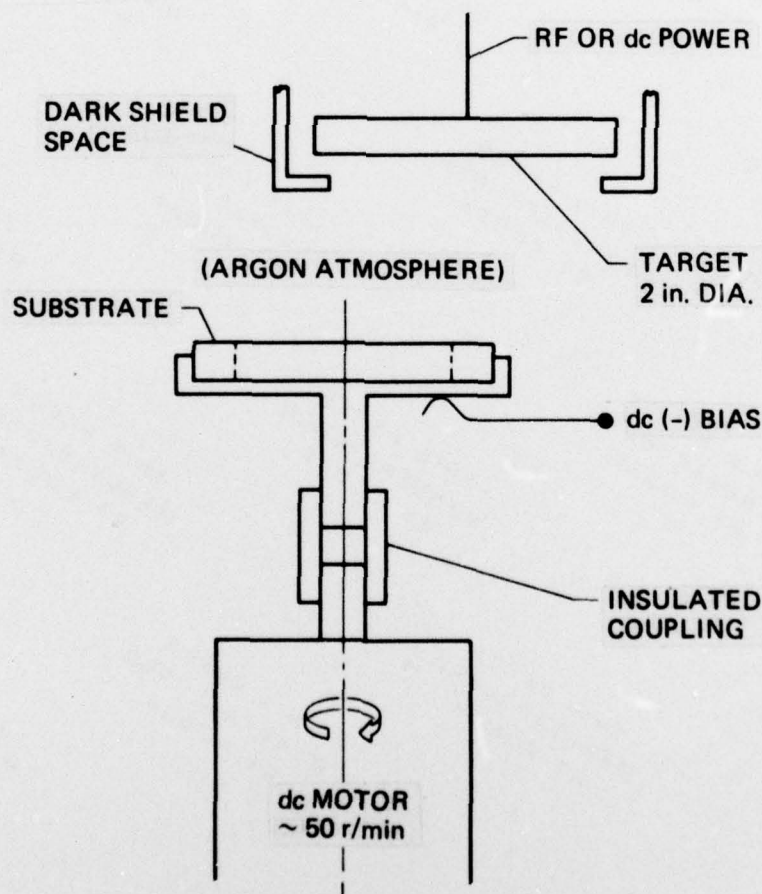 RF OR dc POWER
DARK SHIELD
SPACE
(ARGON ATMOSPHERE)
TARGET
2 in. DIA.
SUBSTRATE
dc (-) BIAS
INSULATED
COUPLING
dc MOTOR
~ 50 r/min